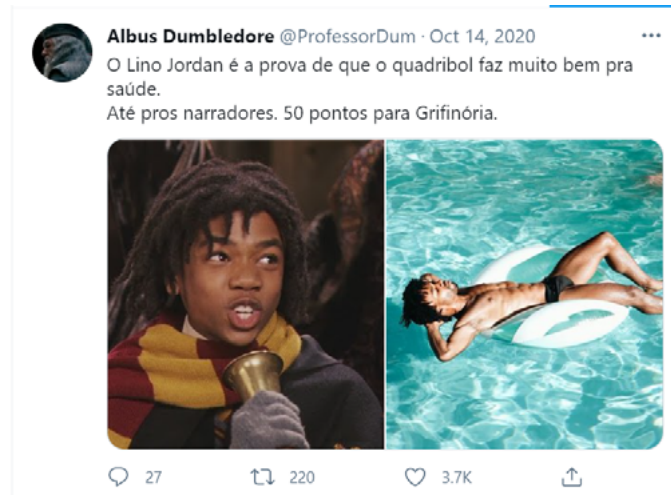 Albus Dumbledore @ProfessorDum · Oct 14, 2020
O Lino Jordan é a prova de que o quadribol faz muito bem pra
saúde.
Até pros narradores. 50 pontos para Grifinória.
27 220 3.7K